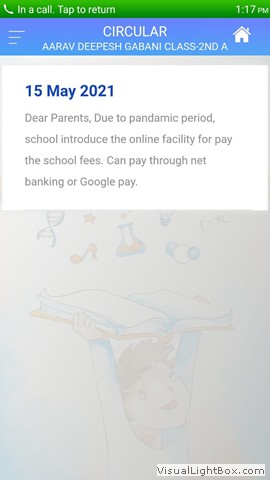 In a call. Tap to return 1:17 PM
CIRCULAR
AARAV DEEPESH GABANI CLASS-2ND A
15 May 2021
Dear Parents, Due to pandamic period,
school introduce the online facility for pay
the school fees. Can pay through net
banking or Google pay.
VisualLightBox.com